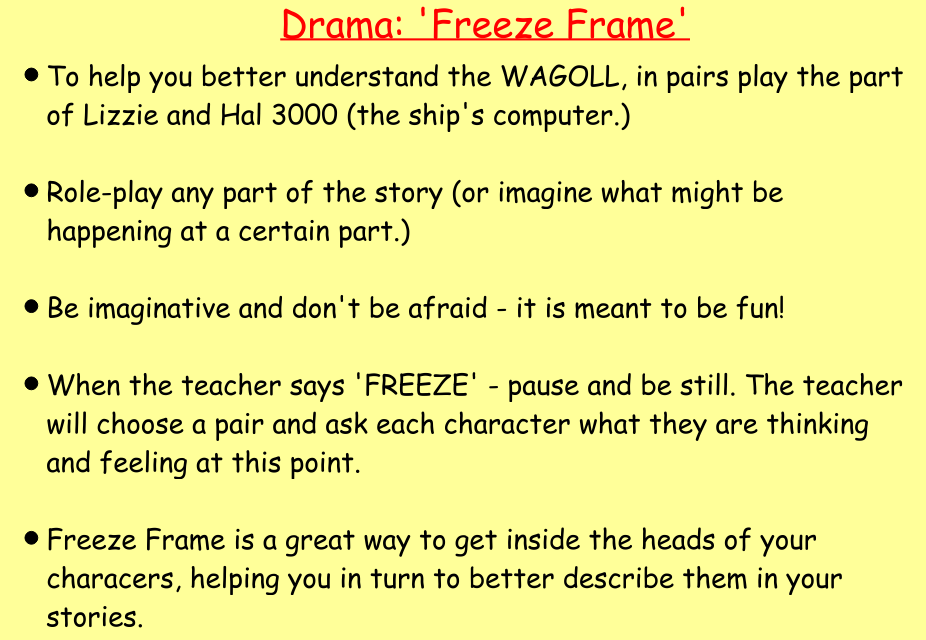 Drama: 'Freeze Frame'
• To help you better understand the WAGOLL, in pairs play the part
of Lizzie and Hal 3000 (the ship's computer.)
• Role-play any part of the story (or imagine what might be
happening at a certain part.)
• Be imaginative and don't be afraid - it is meant to be fun!
• When the teacher says 'FREEZE' - pause and be still. The teacher
will choose a pair and ask each character what they are thinking
and feeling at this point.
• Freeze Frame is a great way to get inside the heads of your
characers, helping you in turn to better describe them in your
stories.